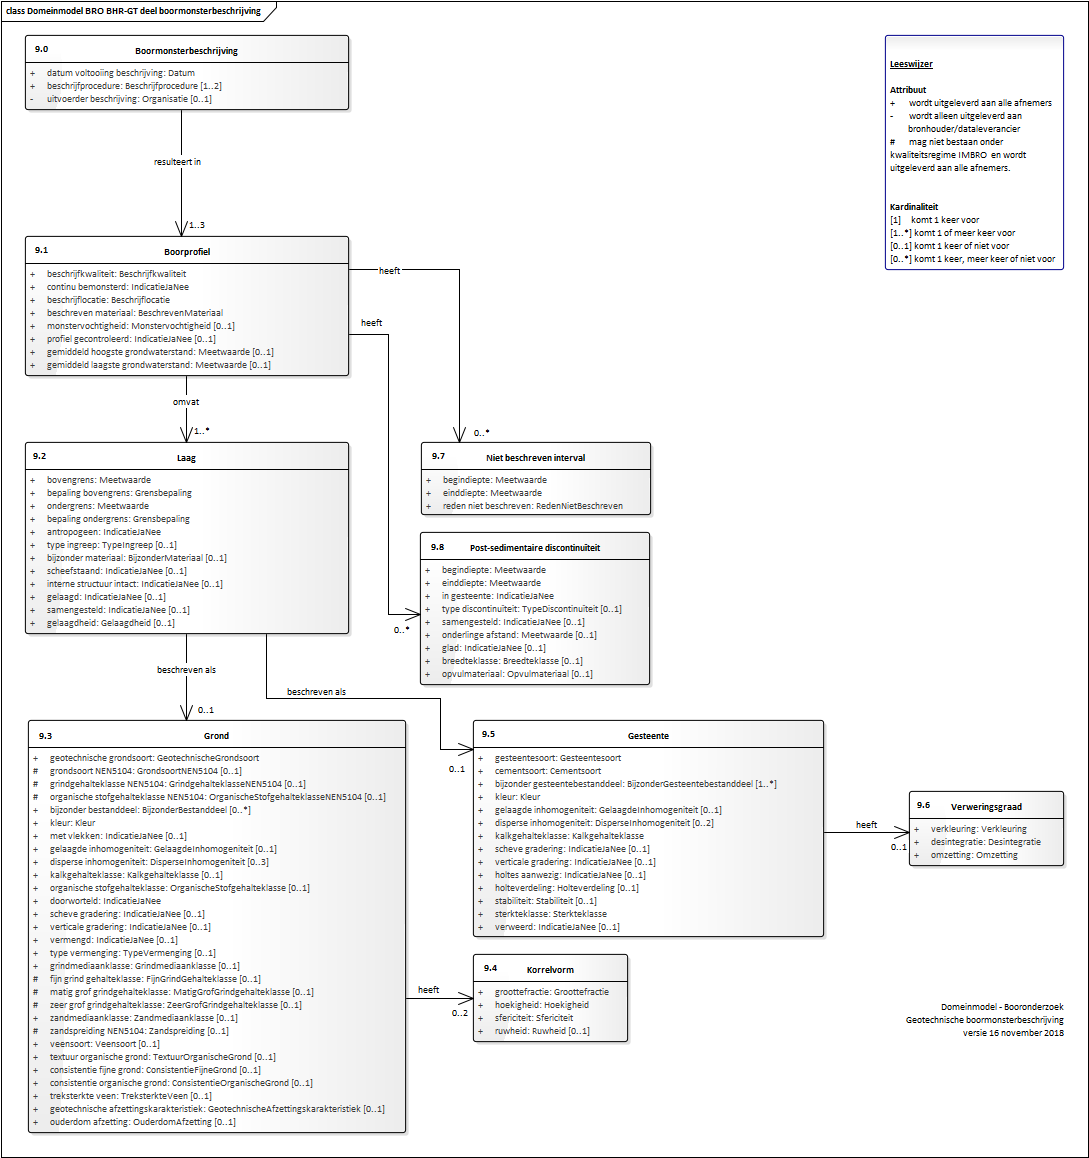 class Domeinmodel BRO BHR-GT deel boormonsterbeschrijving
9.0 Boormonsterbeschrijving
+ datum voltooiing beschrijving: Datum
+ beschrijfprocedure: Beschrijfprocedure [1..2]
- uitvoerder beschrijving: Organisatie [0..1]
Leeswijzer
Attribuut
+ wordt uitgeleverd aan alle afnemers
- wordt alleen uitgeleverd aan
bronhouder/dataleverancier
# mag niet bestaan onder
kwaliteitsregime IMBRO en wordt
uitgeleverd aan alle afnemers.
Kardinaliteit
[1] komt 1 keer voor
[1..*] komt 1 of meer keer voor
[0..1] komt 1 keer of niet voor
[0..*] komt 1 keer, meer keer of niet voor
resulteert in
1..3
9.1 Boorprofiel
+ beschrijfkwaliteit: Beschrijfkwaliteit
+ continu bemonsterd: IndicatieJaNee
+ beschrijflocatie: Beschrijflocatie
+ beschreven materiaal: BeschrevenMateriaal
+ monstervochtigheid: Monstervochtigheid [0..1]
+ profiel gecontroleerd: IndicatieJaNee [0..1]
+ gemiddeld hoogste grondwaterstand: Meetwaarde [0..1]
+ gemiddeld laagste grondwaterstand: Meetwaarde [0..1]
heeft
heeft
omvat
1..*
0..*
9.2 Laag
+ bovengrens: Meetwaarde
+ bepaling bovengrens: Grensbepaling
+ ondergrens: Meetwaarde
+ bepaling ondergrens: Grensbepaling
+ antropogeen: IndicatieJaNee
+ type ingreep: TypeIngreep [0..1]
+ bijzonder materiaal: BijzonderMateriaal [0..1]
+ scheefstaand: IndicatieJaNee [0..1]
+ interne structuur intact: IndicatieJaNee [0..1]
+ gelaagd: IndicatieJaNee [0..1]
+ samengesteld: IndicatieJaNee [0..1]
+ gelaagdheid: Gelaagdheid [0..1]
9.7 Niet beschreven interval
+ begindiepte: Meetwaarde
+ einddiepte: Meetwaarde
+ reden niet beschreven: RedenNietBeschreven
9.8 Post-sedimentaire discontinuïteit
+ begindiepte: Meetwaarde
+ einddiepte: Meetwaarde
+ in gesteente: IndicatieJaNee
+ type discontinuïteit: TypeDiscontinuïteit [0..1]
+ samengesteld: IndicatieJaNee [0..1]
+ onderlinge afstand: Meetwaarde [0..1]
+ glad: IndicatieJaNee [0..1]
+ breedteklasse: Breedteklasse [0..1]
+ opvulmateriaal: Opvulmateriaal [0..1]
0..*
beschreven als
0..1
beschreven als
0..1
9.3 Grond
+ geotechnische grondsoort: GeotechnischeGrondsoort
# grondsoort NEN5104: GrondsoortNEN5104 [0..1]
# grindgehalteklasse NEN5104: GrindgehalteklasseNEN5104 [0..1]
# organische stofgehalteklasse NEN5104: OrganischeStofgehalteklasseNEN5104 [0..1]
+ bijzonder bestanddeel: BijzonderBestanddeel [0..*]
+ kleur: Kleur
+ met vlekken: IndicatieJaNee [0..1]
+ gelaagde inhomogeniteit: GelaagdeInhomogeniteit [0..1]
+ disperse inhomogeniteit: DisperseInhomogeniteit [0..3]
+ kalkgehalteklasse: Kalkgehalteklasse [0..1]
+ organische stofgehalteklasse: OrganischeStofgehalteklasse [0..1]
+ doorworteld: IndicatieJaNee
+ scheve gradering: IndicatieJaNee [0..1]
+ verticale gradering: IndicatieJaNee [0..1]
+ vermengd: IndicatieJaNee [0..1]
+ type vermenging: TypeVermenging [0..1]
+ grindmediaanklasse: Grindmediaanklasse [0..1]
# fijn grind gehalteklasse: FijnGrindGehalteklasse [0..1]
# matig grof grindgehalteklasse: MatigGrofGrindgehalteklasse [0..1]
# zeer grof grindgehalteklasse: ZeerGrofGrindgehalteklasse [0..1]
+ zandmediaanklasse: Zandmediaanklasse [0..1]
# zandspreiding NEN5104: Zandspreiding [0..1]
+ veensoort: Veensoort [0..1]
+ textuur organische grond: TextuurOrganischeGrond [0..1]
+ consistentie fijne grond: ConsistentieFijneGrond [0..1]
+ consistentie organische grond: ConsistentieOrganischeGrond [0..1]
+ treksterkte veen: TreksterkteVeen [0..1]
+ geotechnische afzettingskarakteristiek: GeotechnischeAfzettingskarakteristiek [0..1]
+ ouderdom afzetting: OuderdomAfzetting [0..1]
9.5 Gesteente
+ gesteentesoort: Gesteentesoort
+ cementsoort: Cementsoort
+ bijzonder gesteentebestanddeel: BijzonderGesteentebestanddeel [1..*]
+ kleur: Kleur
+ gelaagde inhomogeniteit: GelaagdeInhomogeniteit [0..1]
+ disperse inhomogeniteit: DisperseInhomogeniteit [0..2]
+ kalkgehalteklasse: Kalkgehalteklasse
+ scheve gradering: IndicatieJaNee [0..1]
+ verticale gradering: IndicatieJaNee [0..1]
+ holtes aanwezig: IndicatieJaNee [0..1]
+ holteverdeling: Holteverdeling [0..1]
+ stabiliteit: Stabiliteit [0..1]
+ sterkteklasse: Sterkteklasse
+ verweerd: IndicatieJaNee [0..1]
heeft
0..1
9.6 Verweringsgraad
+ verkleuring: Verkleuring
+ desintegratie: Desintegratie
+ omzetting: Omzetting
heeft
0..2
9.4 Korrelvorm
+ groottefractie: Groottefractie
+ hoekigheid: Hoekigheid
+ sfericiteit: Sfericiteit
+ ruwheid: Ruwheid [0..1]
Domeinmodel - Booronderzoek
Geotechnische boormonsterbeschrijving
versie 16 november 2018